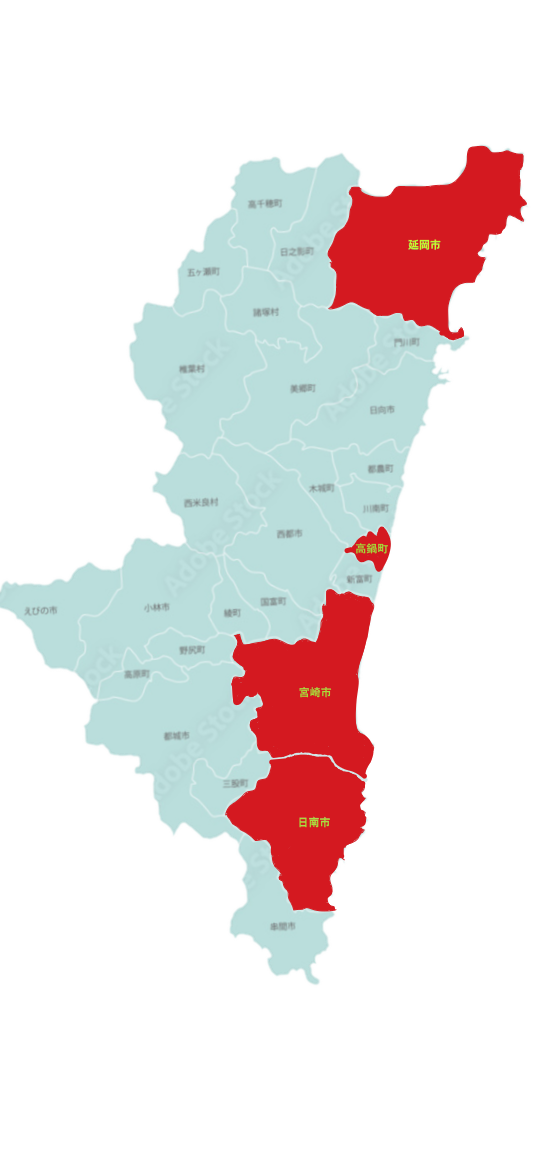 高千穂町
延岡市
日之影町
五ヶ瀬町
諸塚村
門川町
椎葉村
美郷町
日向市
都農町
木城町
西米良村
川南町
西都市
高鍋町
新富町
国富町
小林市
えびの市
綾町
野尻町
高原町
宮崎市
都城市
三股町
日南市
串間市
Adobe Stock